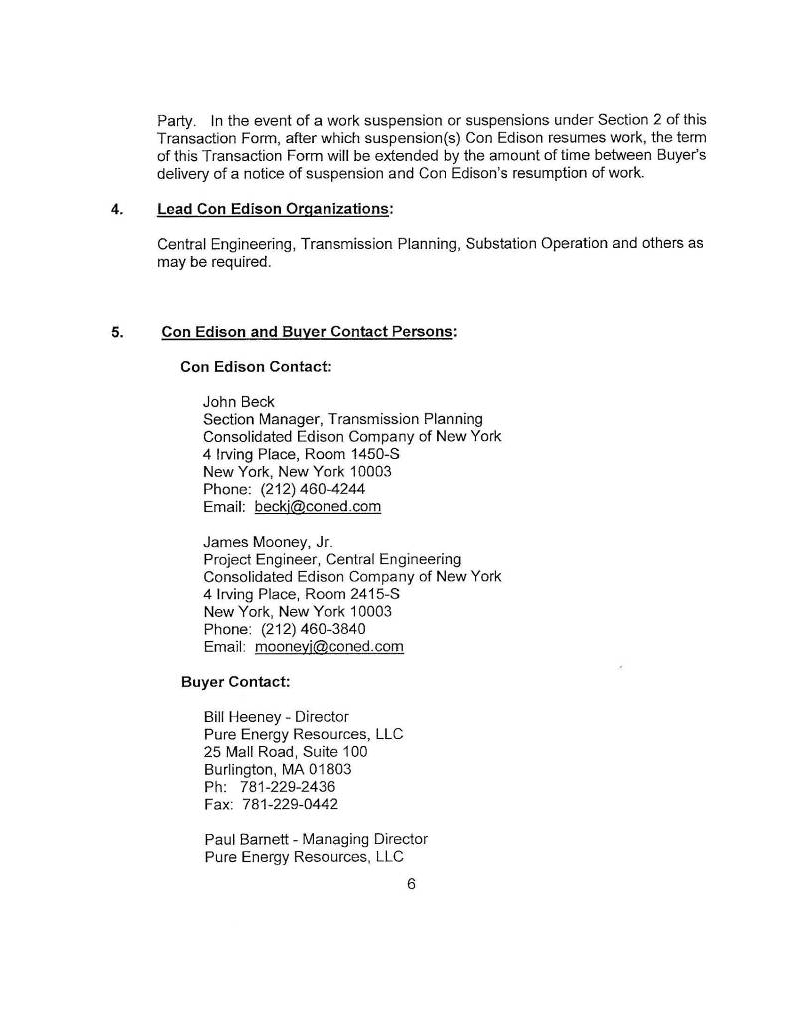 Party. In the event of a work suspension or suspensions under Section 2 of this
Transaction Form, after which suspension(s) Con Edison resumes work, the term
of this Transaction Form will be extended by the amount of time between Buyer's
delivery of a notice of suspension and Con Edison's resumption of work.
4. Lead Con Edison Organizations:
Central Engineering, Transmission Planning, Substation Operation and others as
may be required.
5. Con Edison and Buyer Contact Persons:
Con Edison Contact:
John Beck
Section Manager, Transmission Planning
Consolidated Edison Company of New York
4 Irving Place, Room 1450-S
New York, New York 10003
Phone: (212) 460-4244
Email: beckj@coned.com
James Mooney, Jr.
Project Engineer, Central Engineering
Consolidated Edison Company of New York
4 Irving Place, Room 2415-S
New York, New York 10003
Phone: (212) 460-3840
Email: mooneyj@coned.com
Buyer Contact:
Bill Heeney - Director
Pure Energy Resources, LLC
25 Mall Road, Suite 100
Burlington, MA 01803
Ph: 781-229-2436
Fax: 781-229-0442
Paul Barnett - Managing Director
Pure Energy Resources, LLC
6